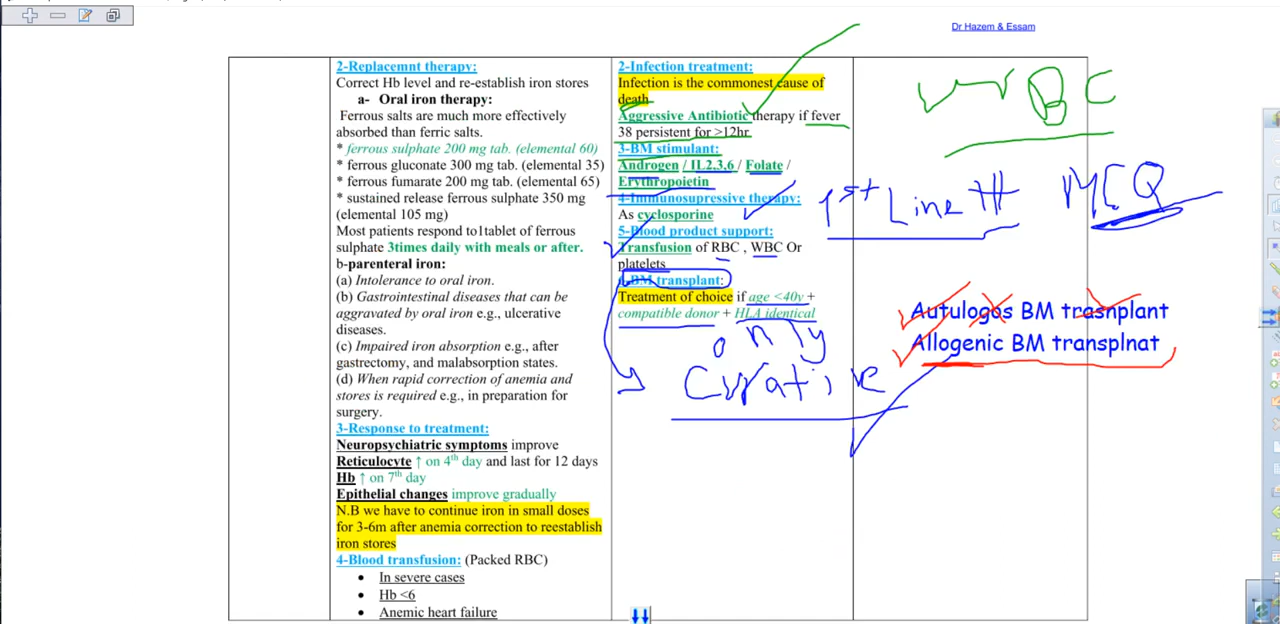 Dr Hazem & Essam
2-Replacemnt therapy:
Correct Hb level and re-establish iron stores
a- Oral iron therapy:
Ferrous salts are much more effectively
absorbed than ferric salts.
* ferrous sulphate 200 mg tab. (elemental 60)
* ferrous gluconate 300 mg tab. (elemental 35)
* ferrous fumarate 200 mg tab. (elemental 65)
* sustained release ferrous sulphate 350 mg
(elemental 105 mg)
Most patients respond to1tablet of ferrous
sulphate 3times daily with meals or after.
b-parenteral iron:
(a) Intolerance to oral iron.
(b) Gastrointestinal diseases that can be
aggravated by oral iron e.g., ulcerative
diseases.
(c) Impaired iron absorption e.g., after
gastrectomy, and malabsorption states.
(d) When rapid correction of anemia and
stores is required e.g., in preparation for
surgery.
3-Response to treatment:
Neuropsychiatric symptoms improve
Reticulocyte ↑ on 4th day and last for 12 days
Hb ↑ on 7th day
Epithelial changes improve gradually
N.B we have to continue iron in small doses
for 3-6m after anemia correction to reestablish
iron stores
4-Blood transfusion: (Packed RBC)
• In severe cases
• Hb <6
• Anemic heart failure
2-Infection treatment:
Infection is the commonest cause of
death
Aggressive Antibiotic therapy if fever
38 persistent for >12hr
3-BM stimulant:
Androgen / IL2,3,6 / Folate /
Erythropoietin
4-Immunosupressive therapy:
As cyclosporine
5-Blood product support:
Transfusion of RBC , WBC Or
platelets
6-BM transplant:
Treatment of choice if age <40y +
compatible donor + HLA identical
only
Curative
BC
1st Line ttt MCQ
Autulogos BM trasnplant
Allogenic BM transplnat